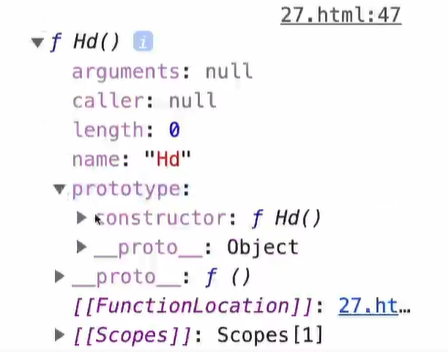 27.html:47
▼ƒ Hd() i
arguments: null
caller: null
length: 0
name: "Hd"
▼prototype:
▶constructor: ƒ Hd()
▶__proto__: Object
▶__proto__: ƒ ()
[[FunctionLocation]]: 27.ht…
▶[[Scopes]]: Scopes[1]